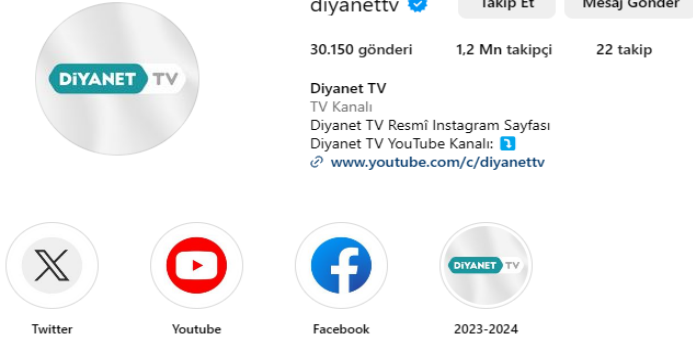 diyanettv
Takip Et
Mesaj Gönder
30.150 gönderi
1,2 Mn takipçi
22 takip
DİYANET TV
Diyanet TV
TV Kanalı
Diyanet TV Resmî Instagram Sayfası
Diyanet TV YouTube Kanalı:
www.youtube.com/c/diyanettv
DİYANET TV
Twitter
Youtube
Facebook
2023-2024